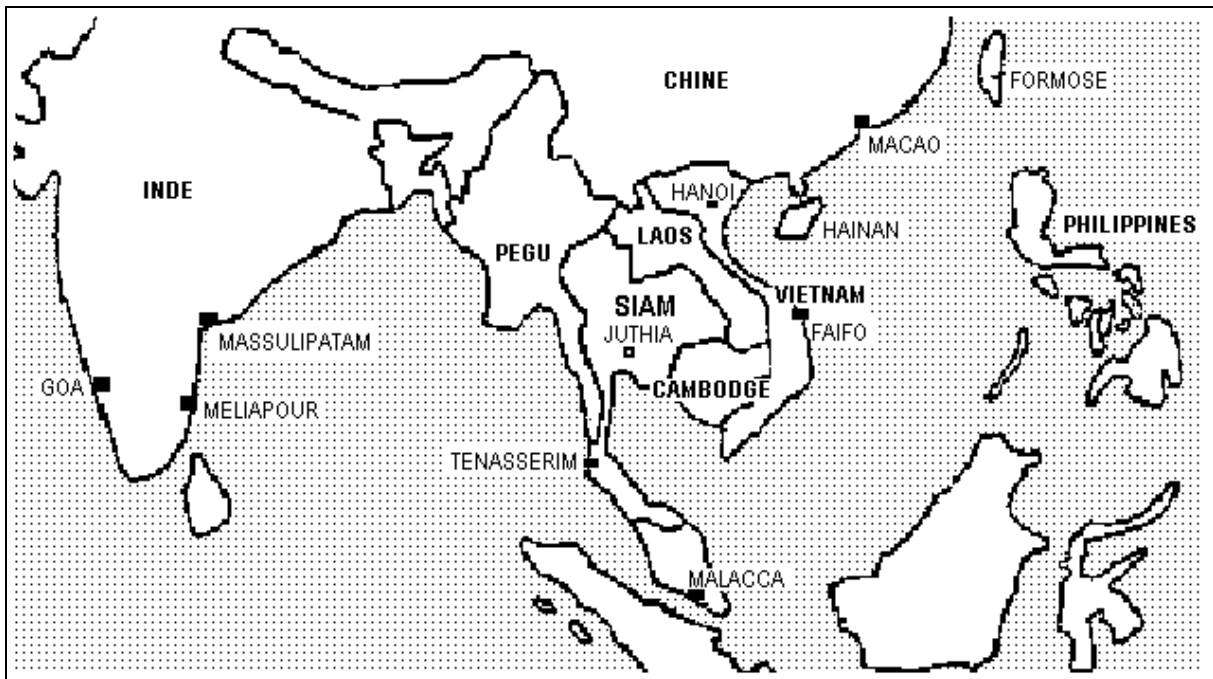 CHINE
FORMOSE
MACAO
INDE
HANOI
HAINAN
PHILIPPINES
LAOS
PEGU
VIETNAM
SIAM
FAIFO
JUTHIA
MASSULIPATAM
GOA
CAMBODGE
MELIAPOUR
TENASSERIM
MALACCA